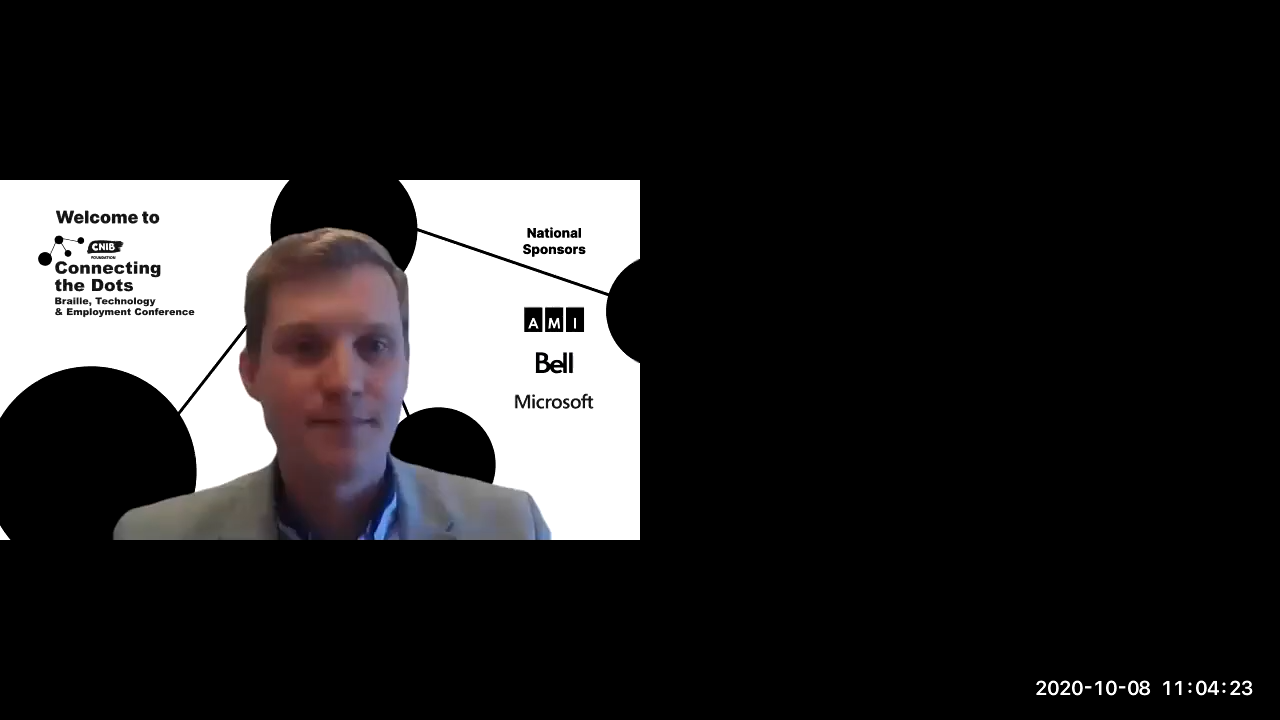 Welcome to
CNIB
FOUNDATION
Connecting
the Dots
Braille, Technology
& Employment Conference
National
Sponsors
AMI
Bell
Microsoft
2020-10-08 11:04:23